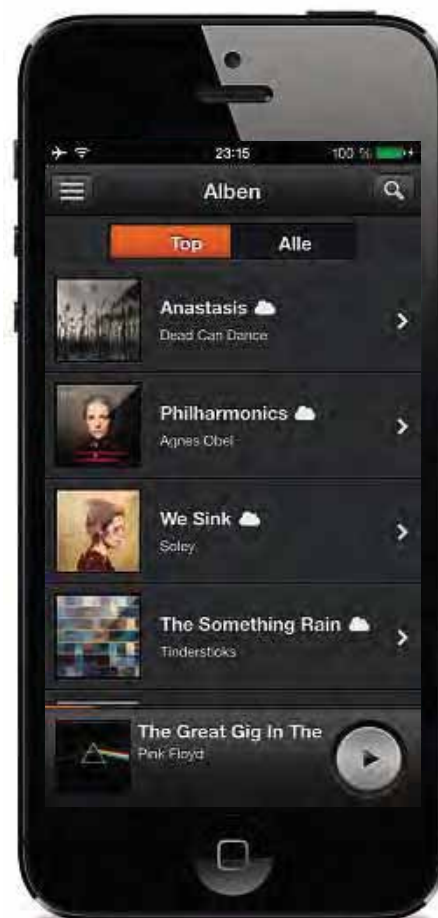 23:15 100 %
Alben
Top Alle
Anastasis
Dead Can Dance
Philharmonics
Agnes Obel
We Sink
Soley
The Something Rain
Tindersticks
The Great Gig In The
Pink Floyd